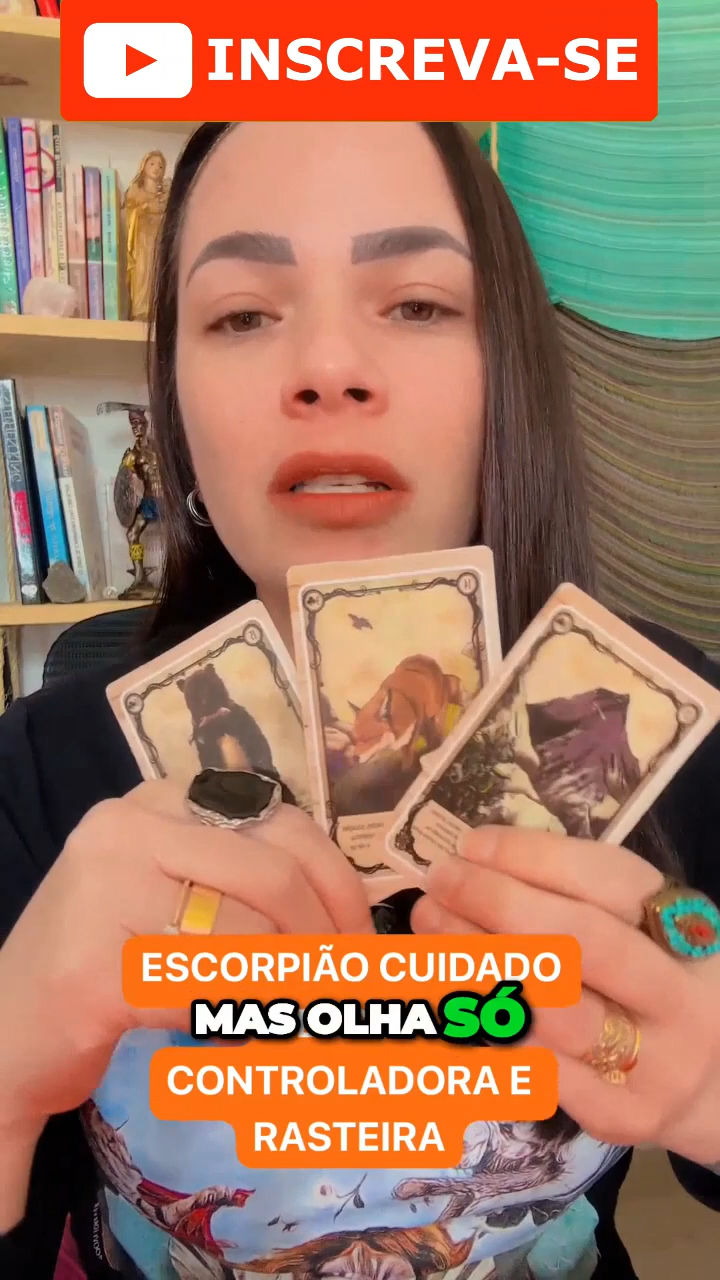 INSCREVA-SE
ESCORPIÃO CUIDADO
MAS OLHA SÓ
CONTROLADORA E
RASTEIRA